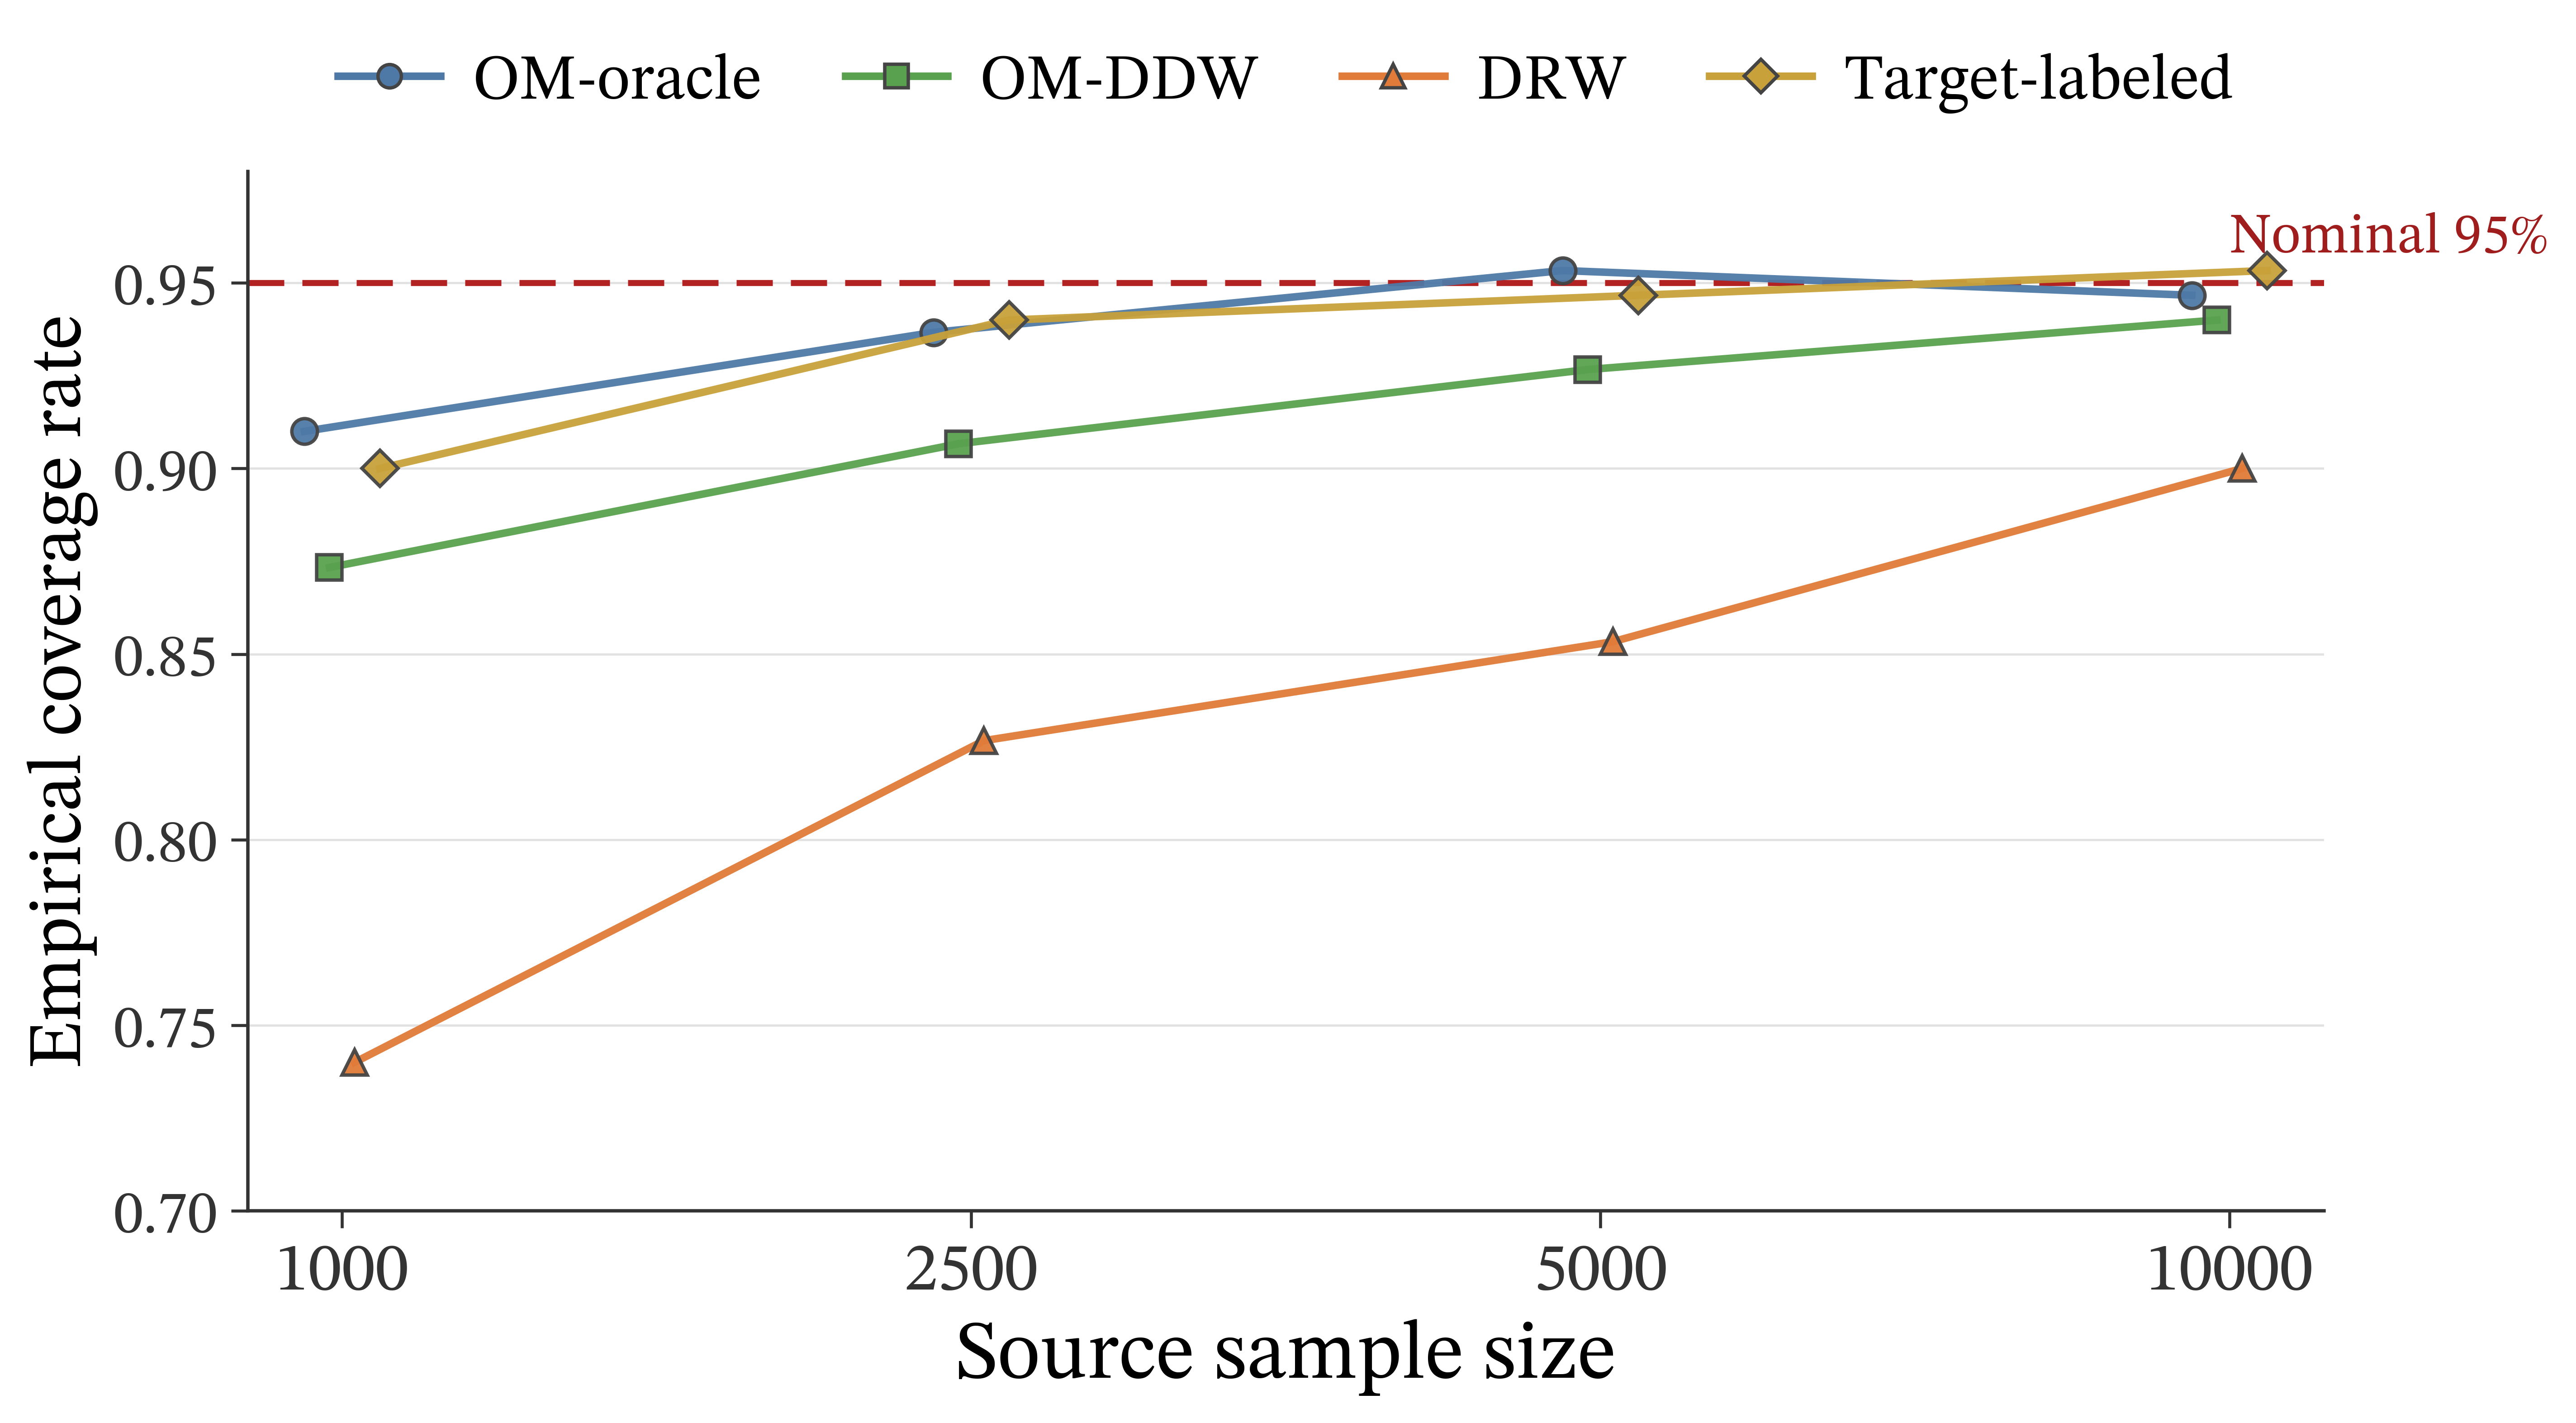 OM-oracle OM-DDW DRW Target-labeled
Nominal 95%
Empirical coverage rate
0.95
0.90
0.85
0.80
0.75
0.70
1000 2500 5000 10000
Source sample size